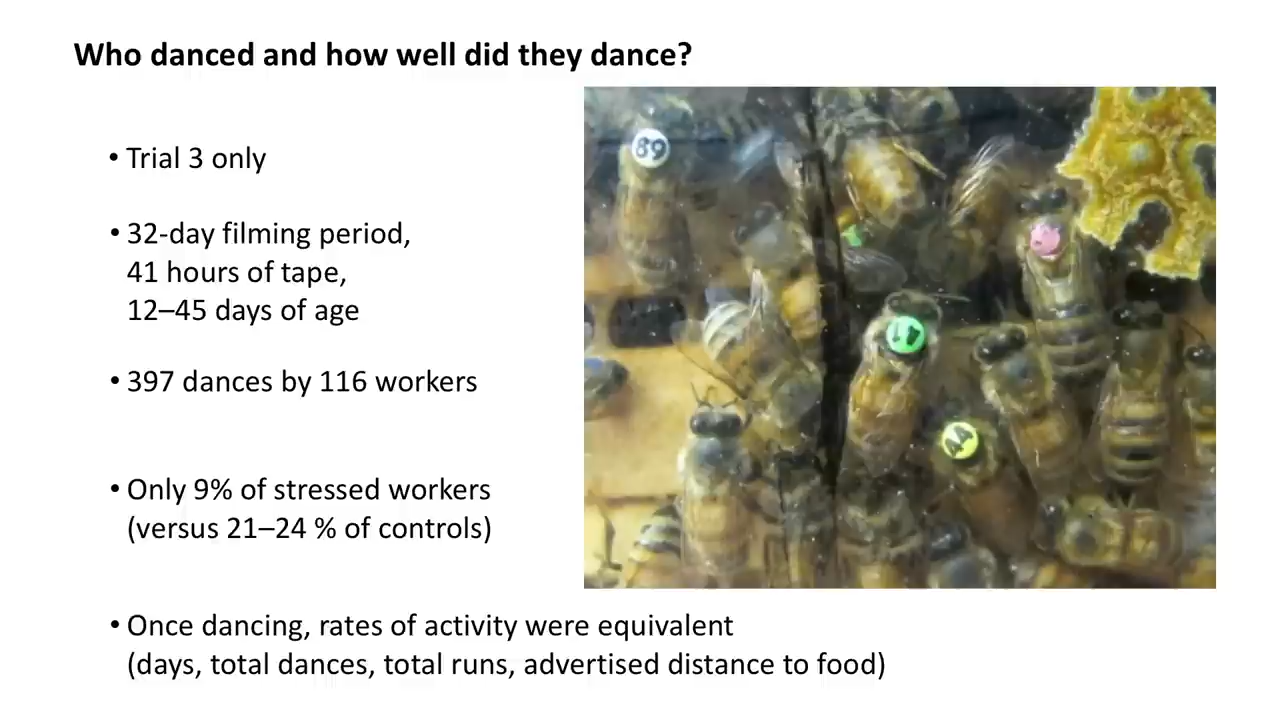 Who danced and how well did they dance?
• Trial 3 only
• 32-day filming period,
41 hours of tape,
12–45 days of age
• 397 dances by 116 workers
• Only 9% of stressed workers
(versus 21–24 % of controls)
• Once dancing, rates of activity were equivalent
(days, total dances, total runs, advertised distance to food)
89
41
44